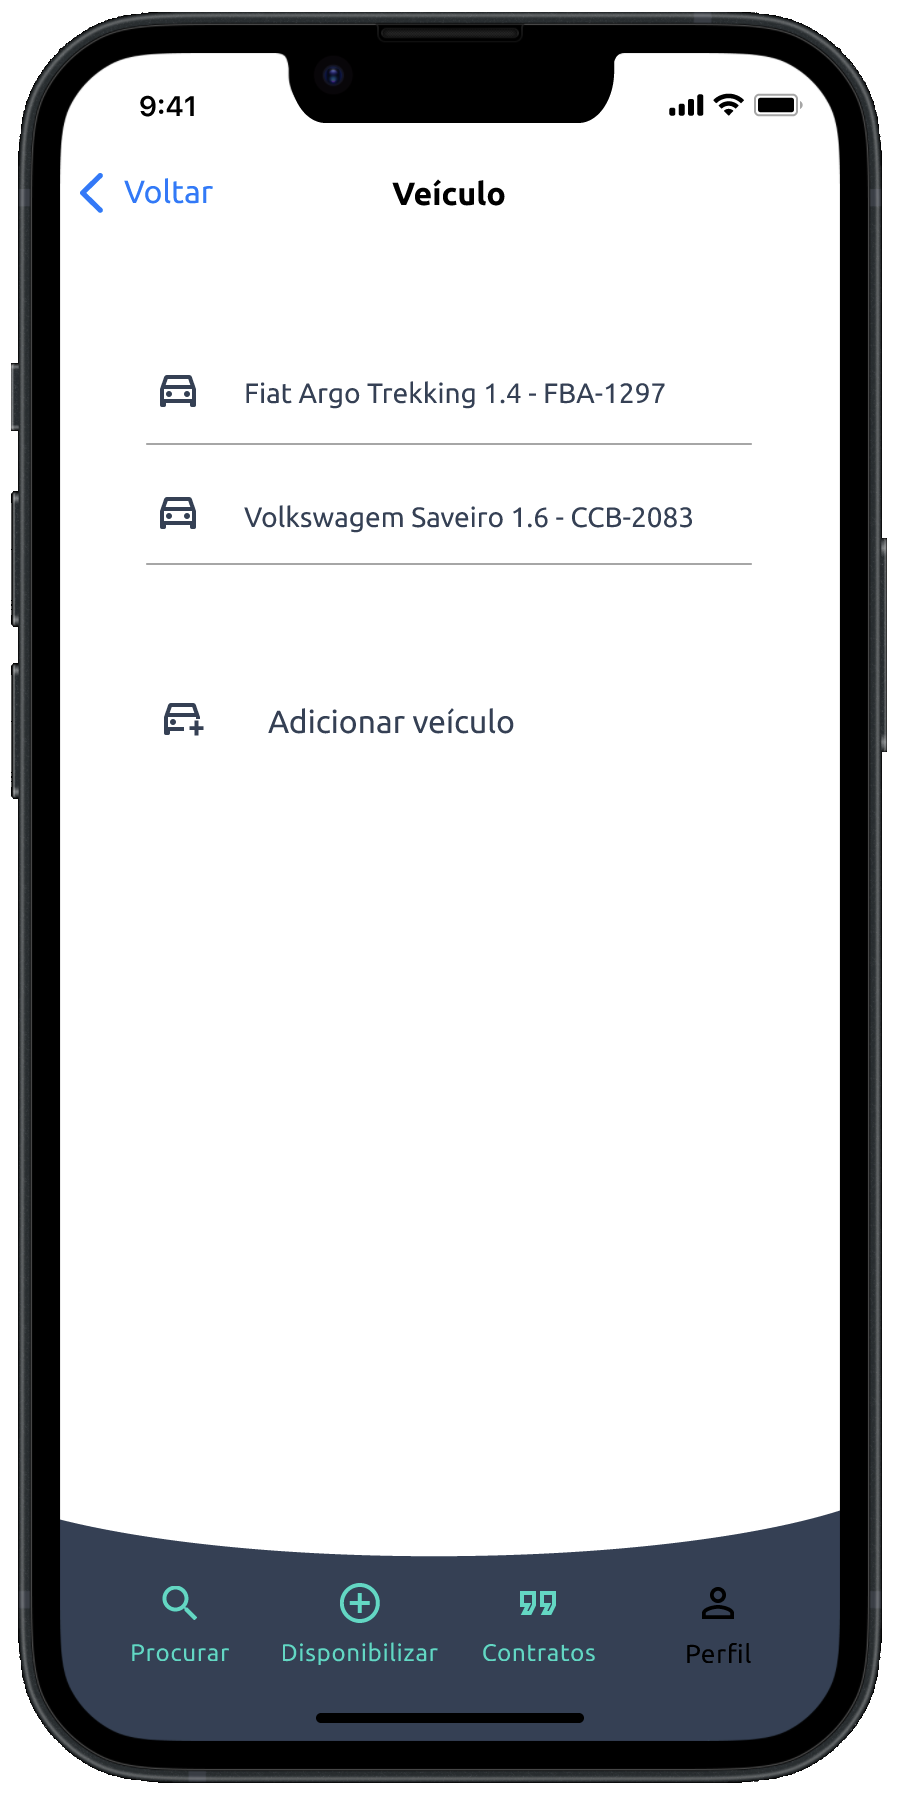 9:41
Voltar
Veículo
Fiat Argo Trekking 1.4 - FBA-1297
Volkswagem Saveiro 1.6 - CCB-2083
Adicionar veículo
Procurar
Disponibilizar
Contratos
Perfil